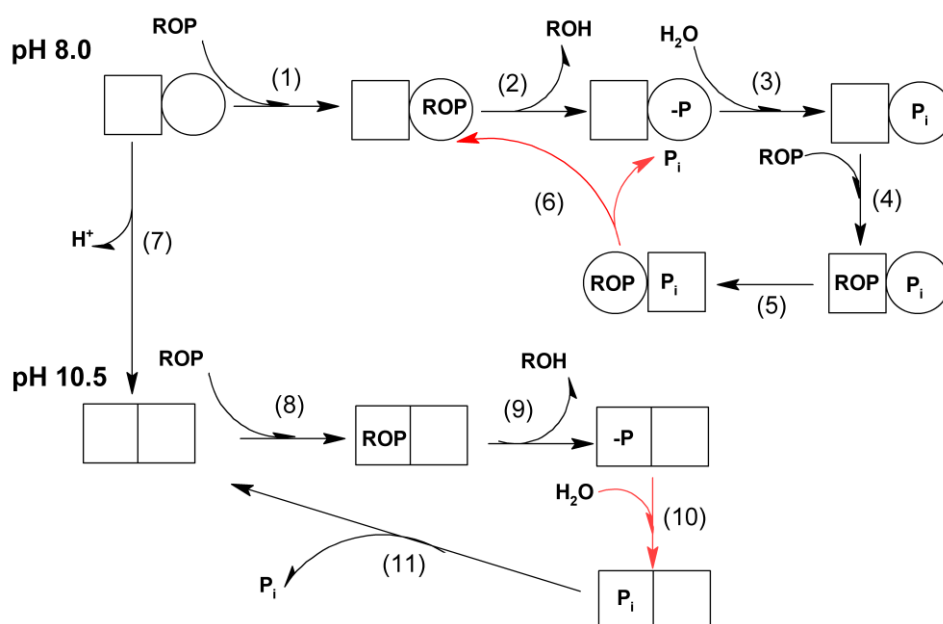 pH 8.0
ROP
(1)
ROP
ROH
(2)
-P
H₂O
(3)
Pᵢ
ROP
(4)
ROP
Pᵢ
(5)
ROP
Pᵢ
(6)
Pᵢ
H⁺
(7)
pH 10.5
ROP
(8)
ROP
ROH
(9)
-P
H₂O
(10)
Pᵢ
(11)
Pᵢ